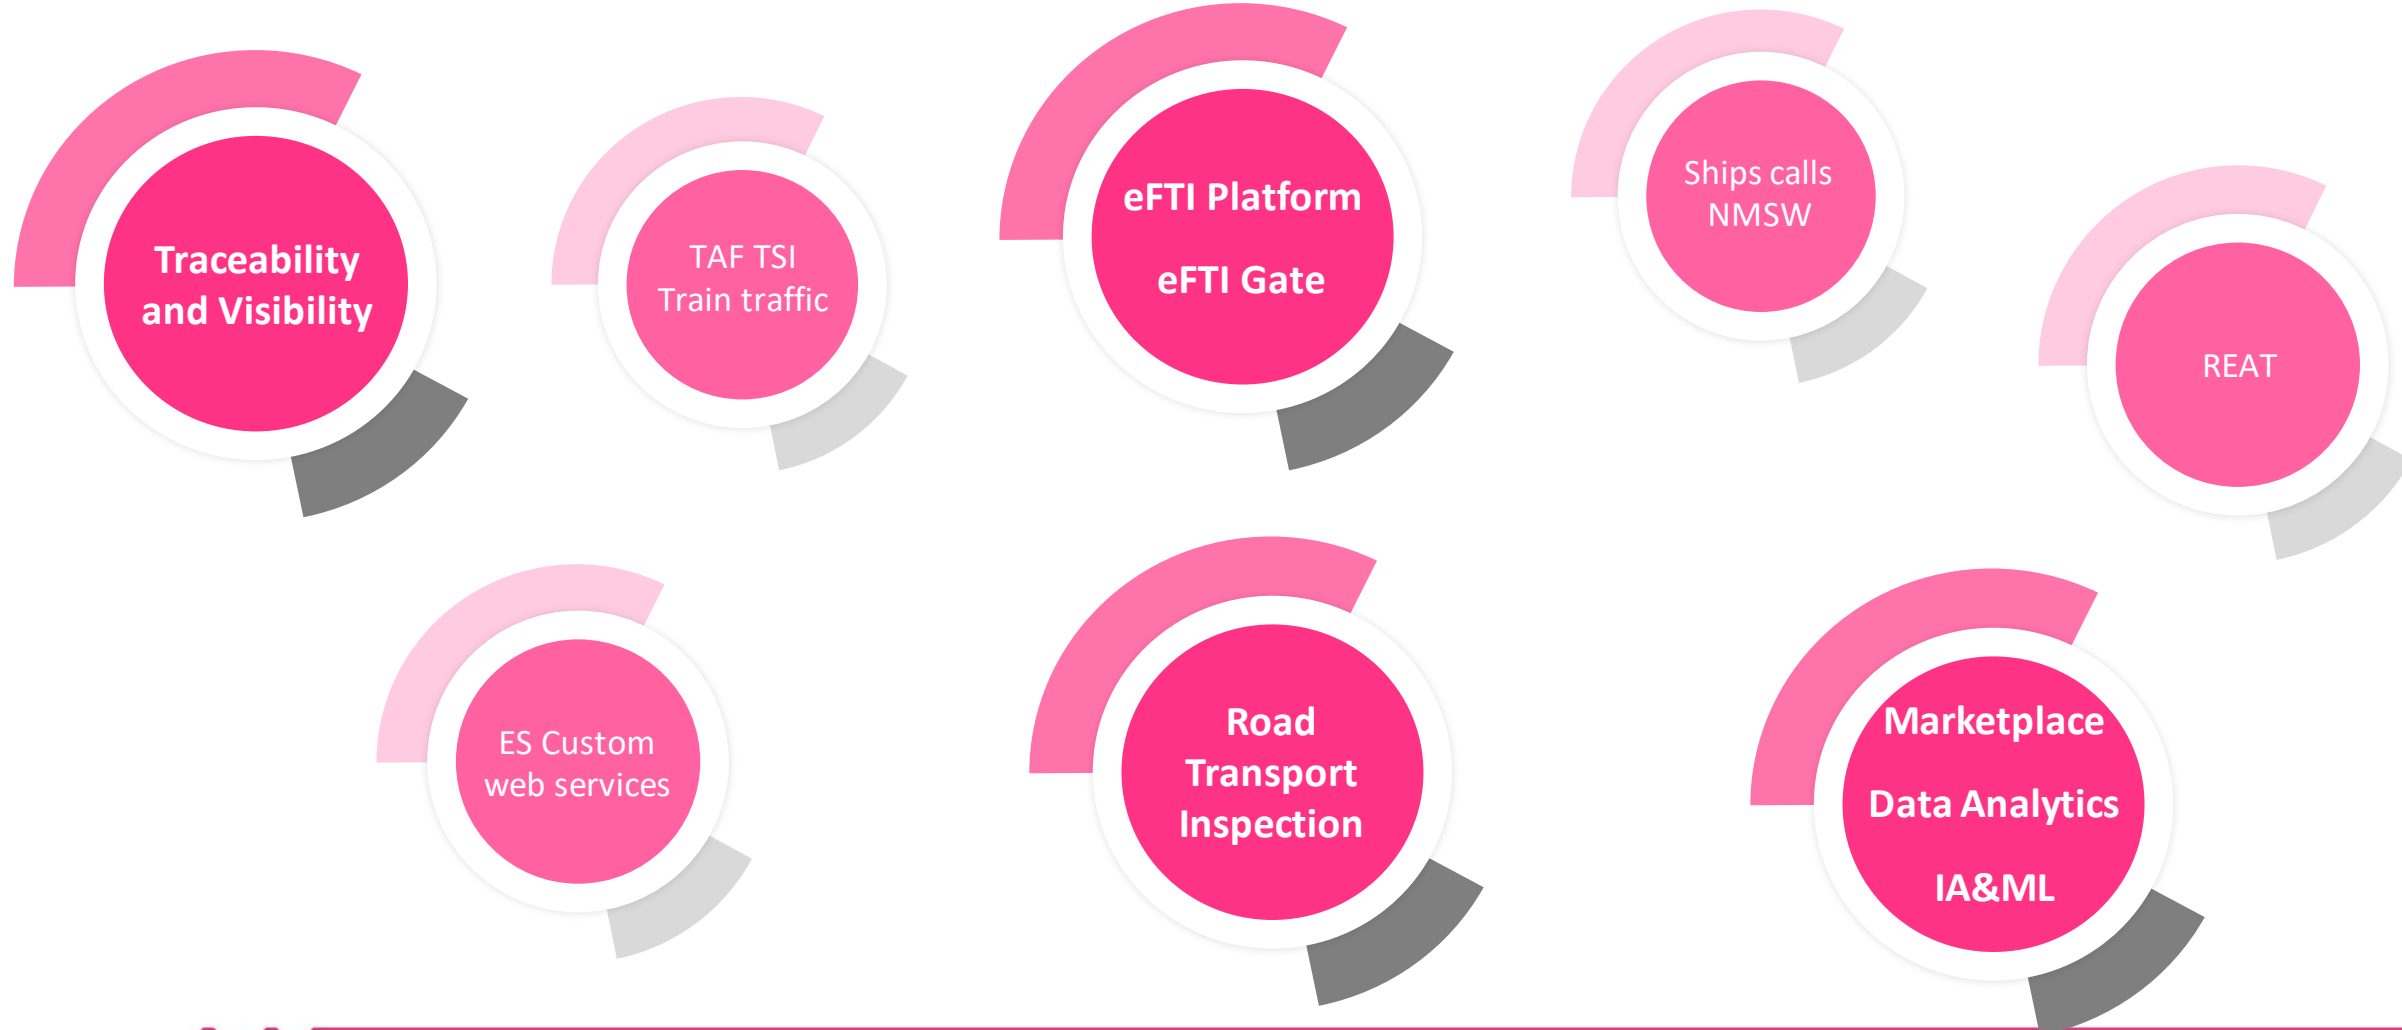 Traceability
and Visibility
TAF TSI
Train traffic
eFTI Platform
eFTI Gate
Ships calls
NMSW
REAT
ES Custom
web services
Road
Transport
Inspection
Marketplace
Data Analytics
IA&ML